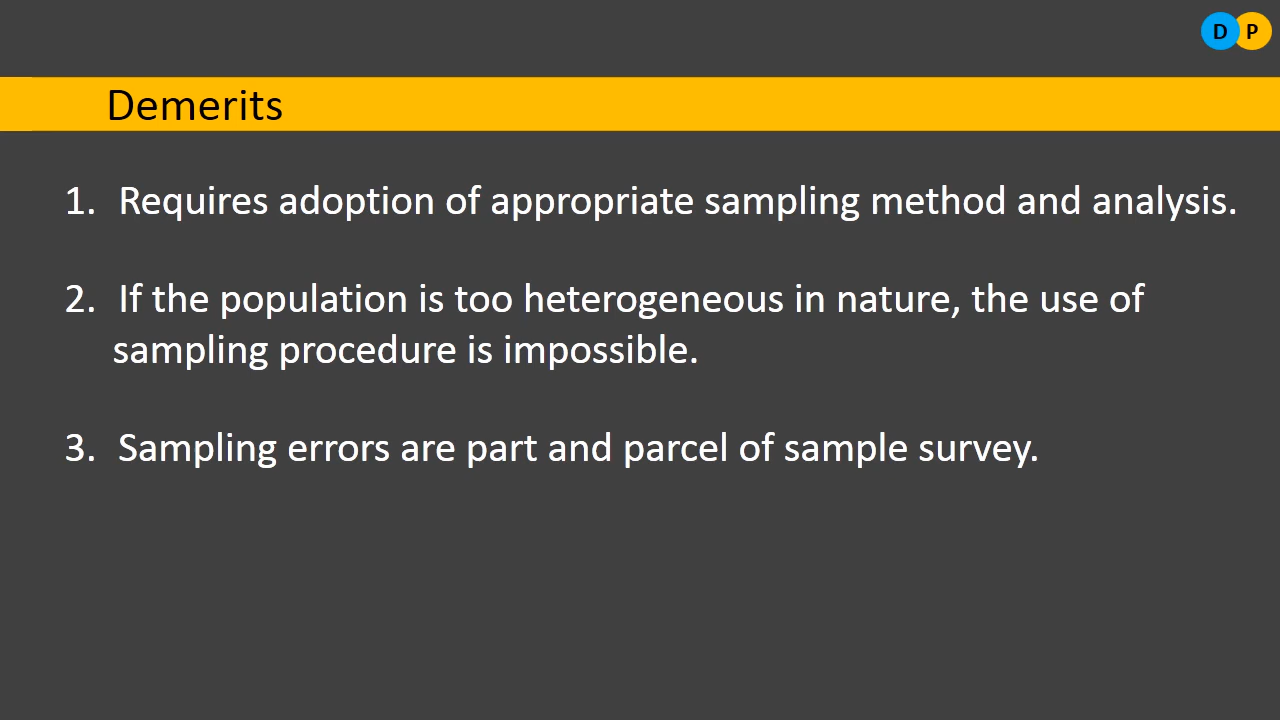 D P
Demerits
1. Requires adoption of appropriate sampling method and analysis.
2. If the population is too heterogeneous in nature, the use of
sampling procedure is impossible.
3. Sampling errors are part and parcel of sample survey.